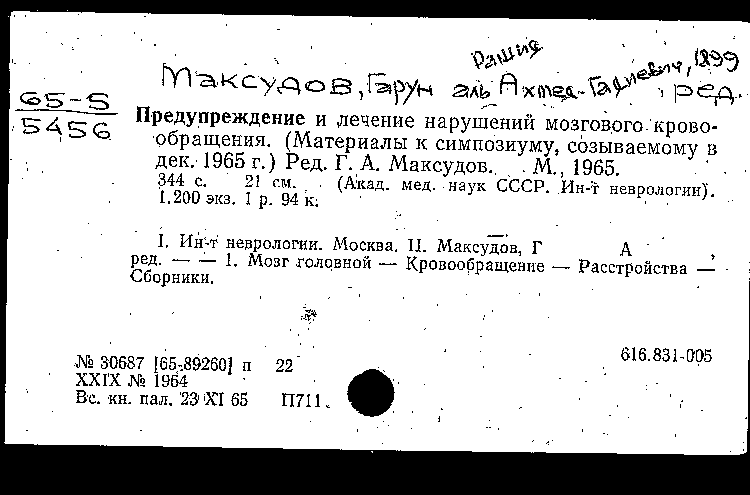 Рашид
Максудов, Гарун аль Ахмед-Гадиевич, 1899
ред.
65-5
5456
Предупреждение и лечение нарушений мозгового крово-
обращения. (Материалы к симпозиуму, созываемому в
дек. 1965 г.) Ред. Г. А. Максудов. М., 1965.
344 с. 21 см. (Акад. мед. наук СССР. Ин-т неврологии).
1.200 экз. 1 р. 94 к.
I. Ин-т неврологии. Москва. II. Максудов, Г А ,
ред. — — 1. Мозг головной — Кровообращение — Расстройства —
Сборники.
616.831-005
№ 30687 [65-89260] п 22
XXIX № 1964
Вс. кн. пал. 23 XI 65 П711.